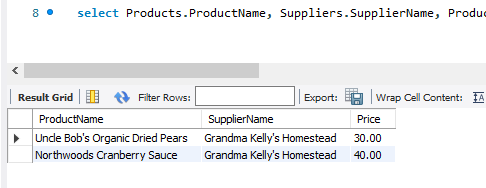 8 select Products.ProductName, Suppliers.SupplierName, Produc
Result Grid Filter Rows: Export: Wrap Cell Content:
ProductName SupplierName Price
Uncle Bob's Organic Dried Pears Grandma Kelly's Homestead 30.00
Northwoods Cranberry Sauce Grandma Kelly's Homestead 40.00